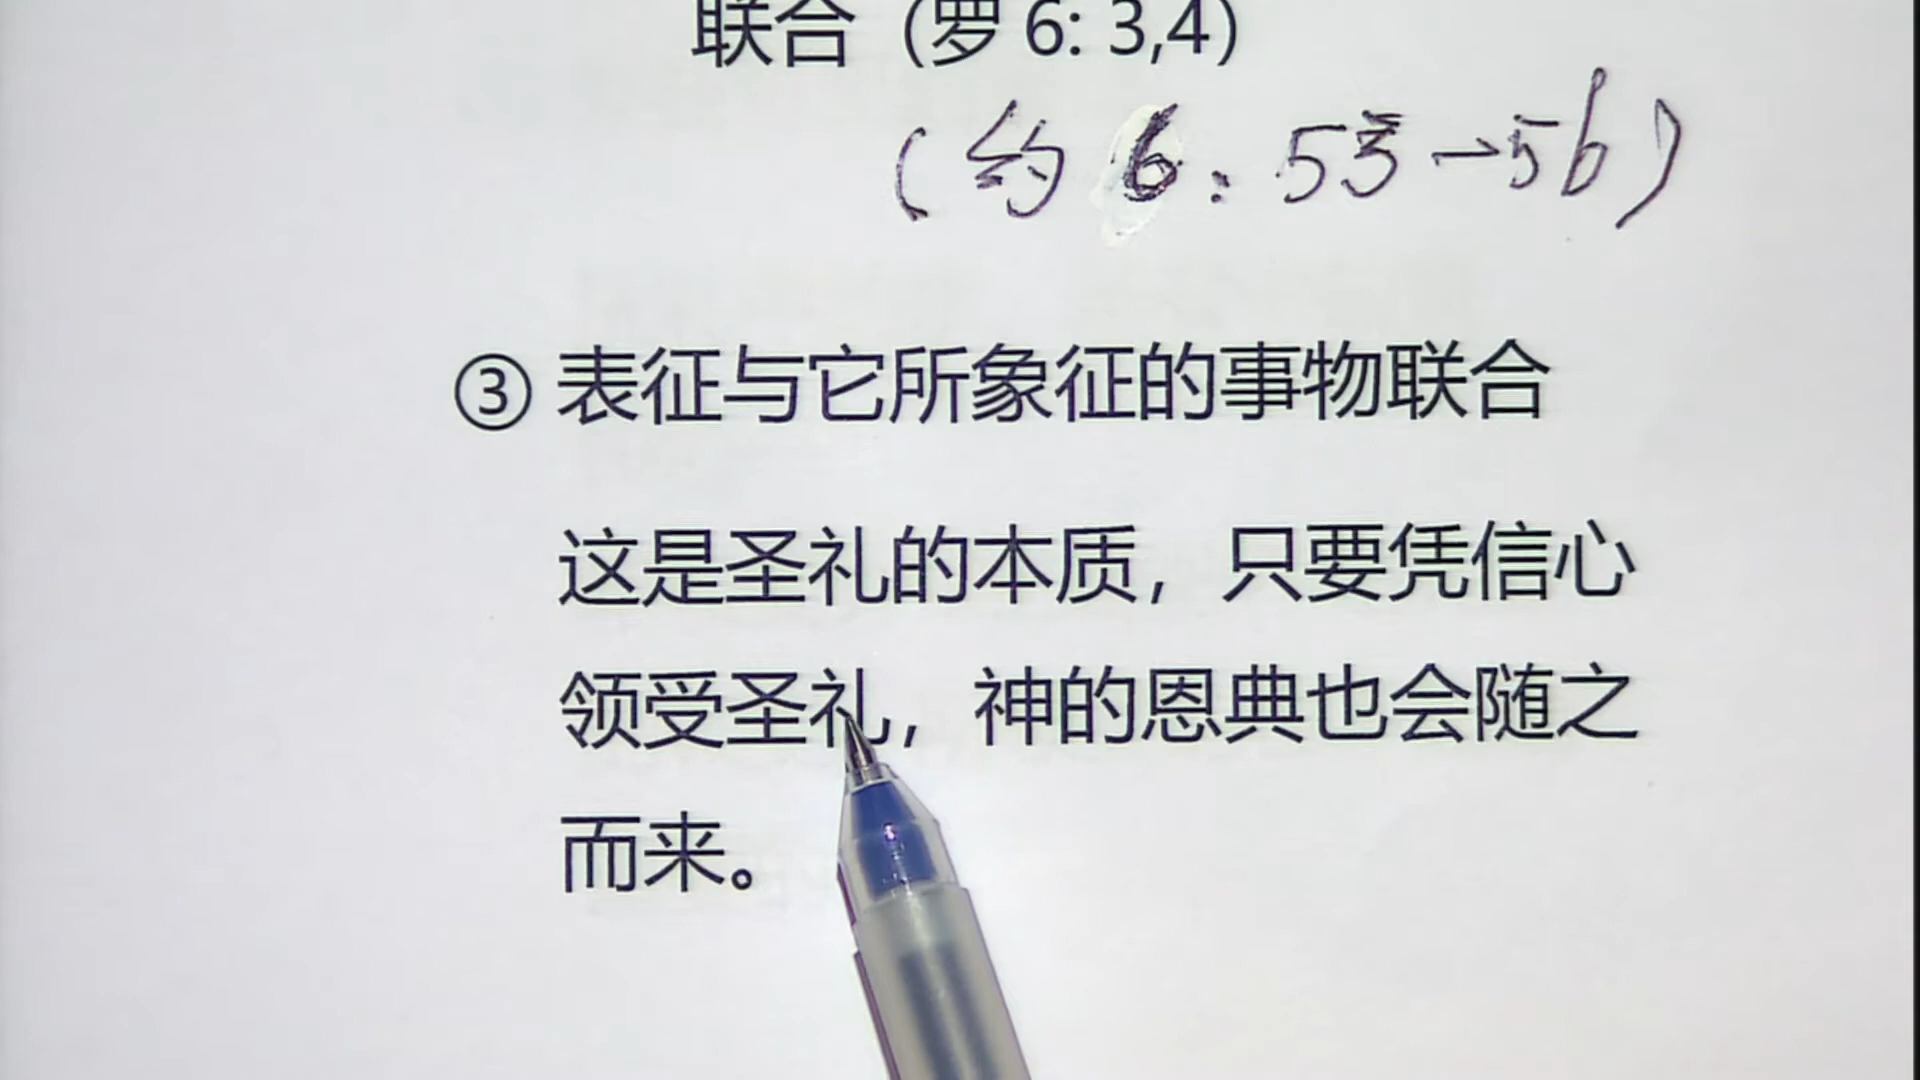 联合（罗 6: 3,4）
(约 6: 53-56)
③ 表征与它所象征的事物联合
这是圣礼的本质，只要凭信心
领受圣礼，神的恩典也会随之
而来。